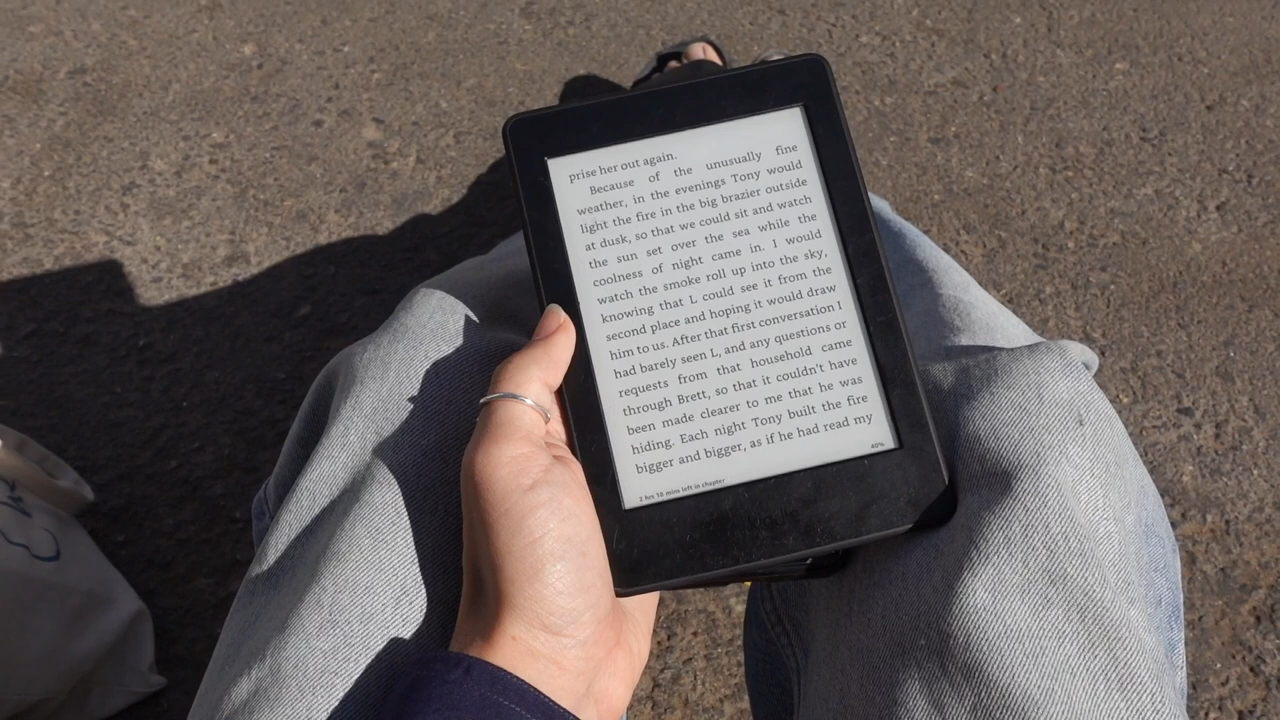 prise her out again.
Because of the unusually fine
weather, in the evenings Tony would
light the fire in the big brazier outside
at dusk, so that we could sit and watch
the sun set over the sea while the
coolness of night came in. I would
watch the smoke roll up into the sky,
knowing that L could see it from the
second place and hoping it would draw
him to us. After that first conversation I
had barely seen L, and any questions or
requests from that household came
through Brett, so that it couldn't have
been made clearer to me that he was
hiding. Each night Tony built the fire
bigger and bigger, as if he had read my
2 hrs 18 mins left in chapter
40%